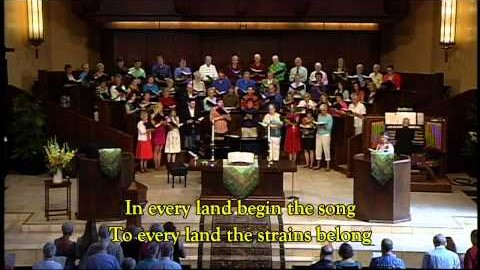 In every land begin the song
To every land the strains belong